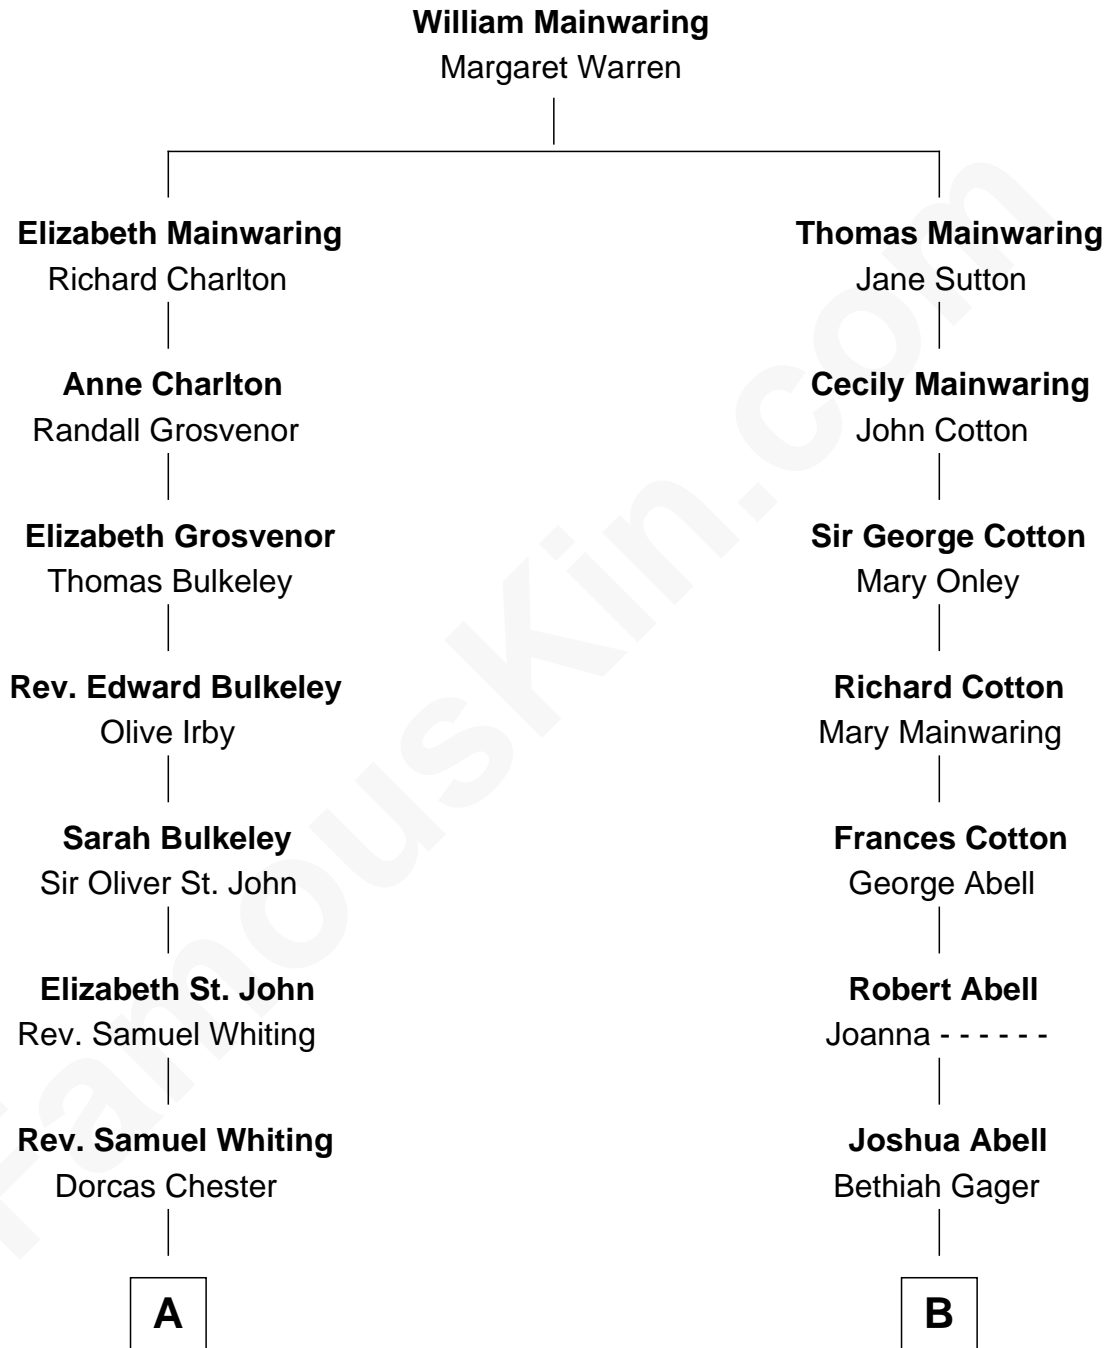 William Mainwaring
Margaret Warren
Elizabeth Mainwaring
Richard Charlton
Thomas Mainwaring
Jane Sutton
Anne Charlton
Randall Grosvenor
Cecily Mainwaring
John Cotton
Elizabeth Grosvenor
Thomas Bulkeley
Sir George Cotton
Mary Onley
Rev. Edward Bulkeley
Olive Irby
Richard Cotton
Mary Mainwaring
Sarah Bulkeley
Sir Oliver St. John
Frances Cotton
George Abell
Elizabeth St. John
Rev. Samuel Whiting
Robert Abell
Joanna - - - - - -
Rev. Samuel Whiting
Dorcas Chester
Joshua Abell
Bethiah Gager
A
B
FamousKin.com